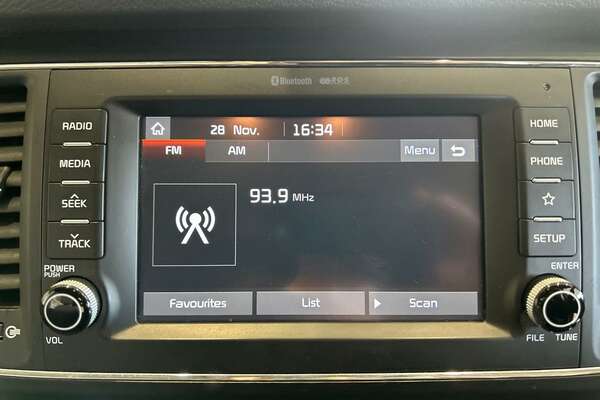 Bluetooth
RADIO
MEDIA
SEEK
TRACK
POWER
PUSH
VOL
28 Nov. 16:34
FM AM Menu
93.9 MHz
Favourites List Scan
HOME
PHONE
SETUP
ENTER
FILE TUNE